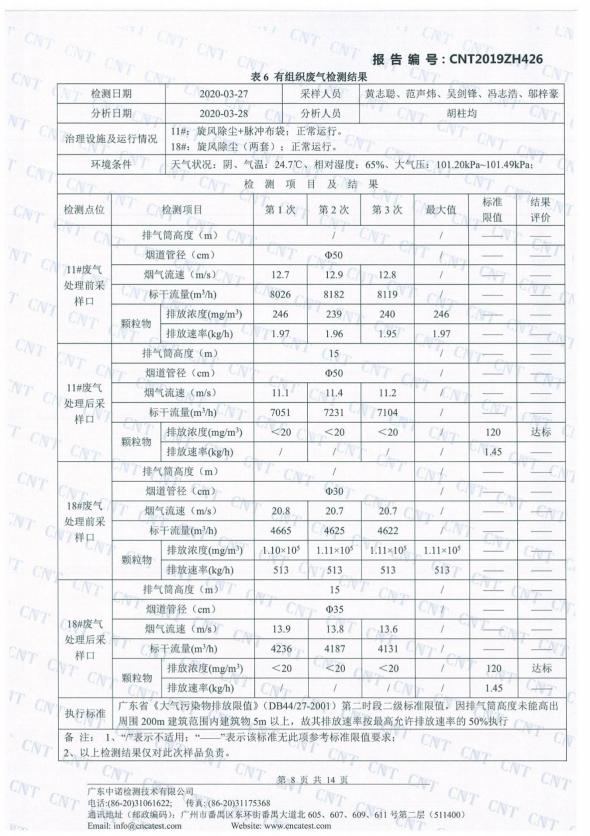 报告编号:CNT2019ZH426
表6 有组织废气检测结果
检测日期 2020-03-27 采样人员 黄志聪、范声炜、吴剑锋、冯志浩、邬梓豪
分析日期 2020-03-28 分析人员 胡柱均
治理设施及运行情况 11#：旋风除尘+脉冲布袋；正常运行。
18#：旋风除尘（两套）；正常运行。
环境条件 天气状况：阴、气温：24.7℃、相对湿度：65%、大气压：101.20kPa~101.49kPa；
检测项目及结果
检测点位 检测项目 第1次 第2次 第3次 最大值 标准限值 结果评价
11#废气处理前采样口
排气筒高度（m） / / —— ——
烟道管径（cm） Φ50 / —— ——
烟气流速（m/s） 12.7 12.9 12.8 / —— ——
标干流量(m³/h) 8026 8182 8119 / —— ——
颗粒物 排放浓度(mg/m³) 246 239 240 246 —— ——
排放速率(kg/h) 1.97 1.96 1.95 1.97 —— ——
11#废气处理后采样口
排气筒高度（m） 15 / —— ——
烟道管径（cm） Φ50 / —— ——
烟气流速（m/s） 11.1 11.4 11.2 / —— ——
标干流量(m³/h) 7051 7231 7104 / —— ——
颗粒物 排放浓度(mg/m³) ＜20 ＜20 ＜20 / 120 达标
排放速率(kg/h) / / / / 1.45 ——
18#废气处理前采样口
排气筒高度（m） / / —— ——
烟道管径（cm） Φ30 / —— ——
烟气流速（m/s） 20.8 20.7 20.7 / —— ——
标干流量(m³/h) 4665 4625 4622 / —— ——
颗粒物 排放浓度(mg/m³) 1.10×10⁵ 1.11×10⁵ 1.11×10⁵ 1.11×10⁵ —— ——
排放速率(kg/h) 513 513 513 513 —— ——
18#废气处理后采样口
排气筒高度（m） 15 / —— ——
烟道管径（cm） Φ35 / —— ——
烟气流速（m/s） 13.9 13.8 13.6 / —— ——
标干流量(m³/h) 4236 4187 4131 / —— ——
颗粒物 排放浓度(mg/m³) ＜20 ＜20 ＜20 / 120 达标
排放速率(kg/h) / / / / 1.45 ——
执行标准 广东省《大气污染物排放限值》（DB44/27-2001）第二时段二级标准限值。因排气筒高度未能高出
周围200m建筑范围内建筑物5m以上，故其排放速率按最高允许排放速率的50%执行
备 注： 1、“/”表示不适用；“——”表示该标准无此项参考标准限值要求；
2、以上检测结果仅对此次样品负责。
第 8 页 共 14 页
广东中诺检测技术有限公司
电话:(86-20)31061622; 传真:(86-20)31175368
通讯地址（邮政编码）：广州市番禺区东环街番禺大道北605、607、609、611号第二层（511400）
Email: info@cncatest.com Website: www.cncatest.com